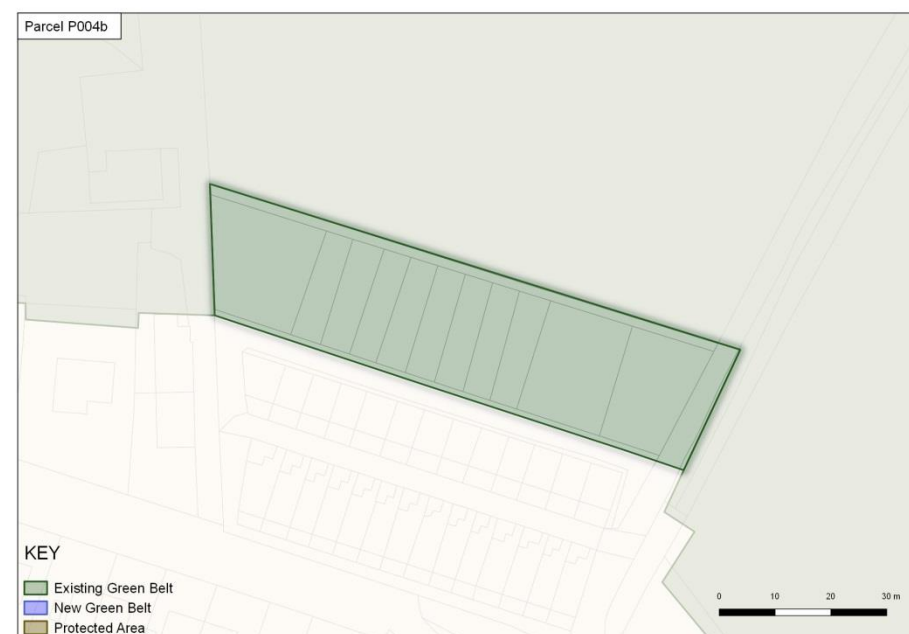 Parcel P004b
KEY
Existing Green Belt
New Green Belt
Protected Area
0 10 20 30 m